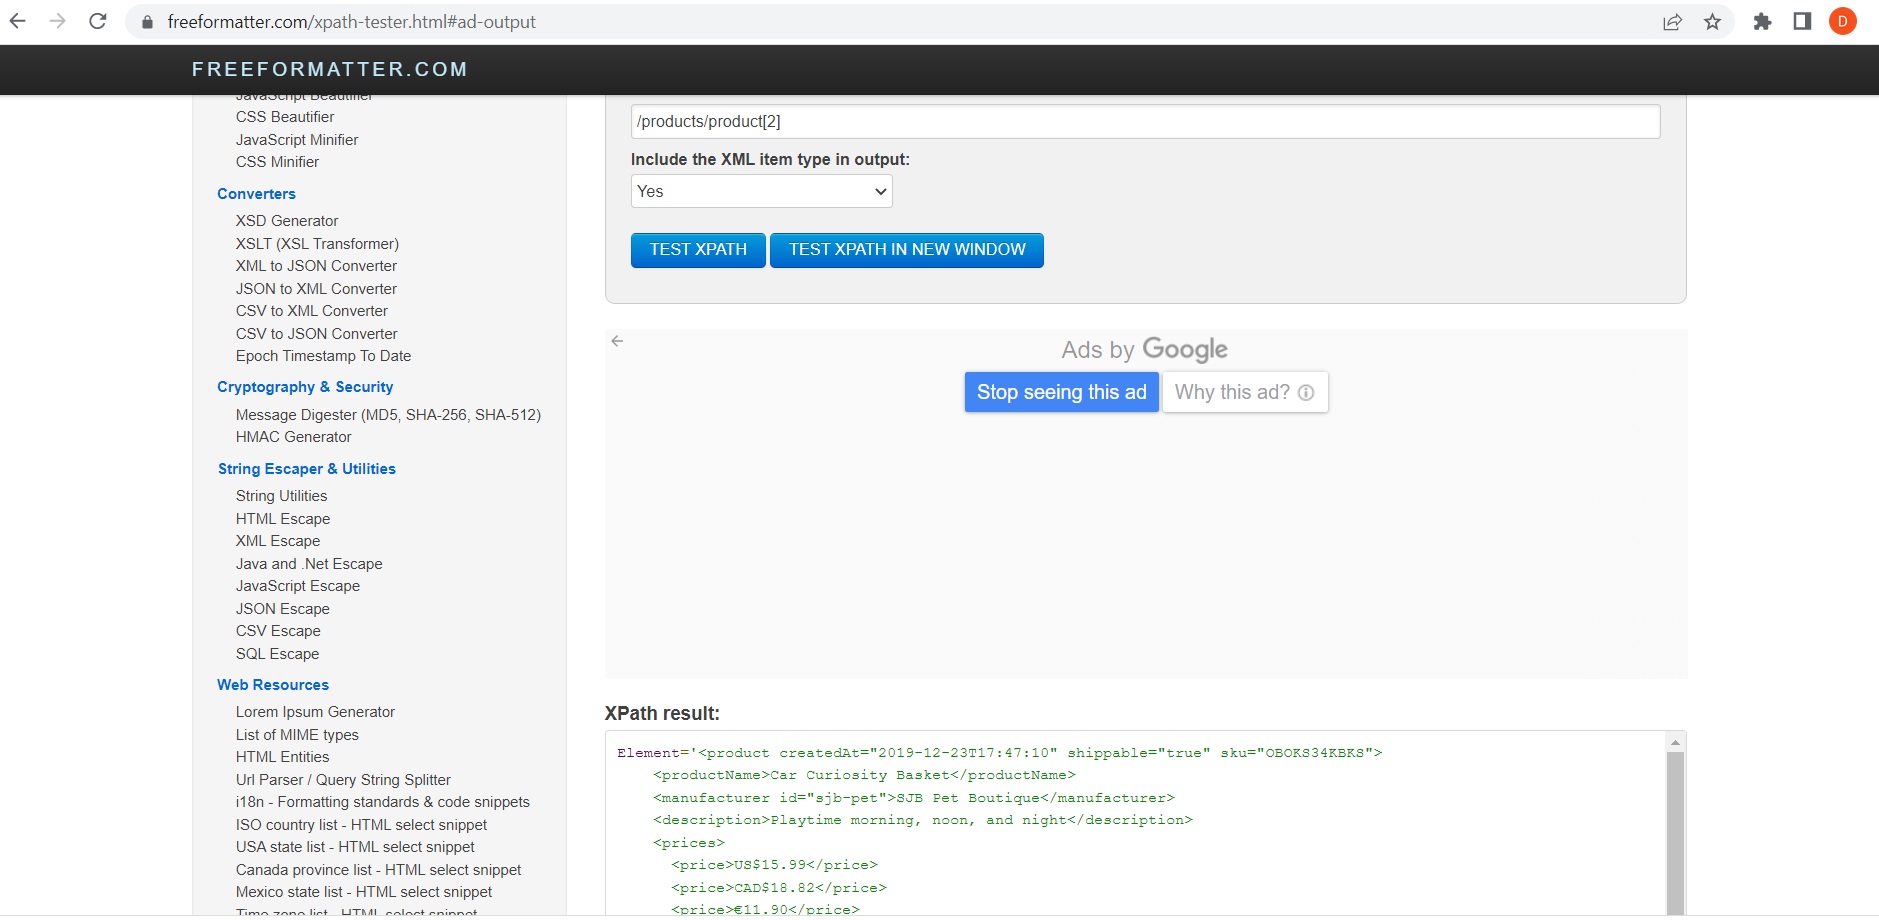 freeformatter.com/xpath-tester.html#ad-output
D
FREEFORMATTER.COM
JavaScript Beautifier
CSS Beautifier
JavaScript Minifier
CSS Minifier
Converters
XSD Generator
XSLT (XSL Transformer)
XML to JSON Converter
JSON to XML Converter
CSV to XML Converter
CSV to JSON Converter
Epoch Timestamp To Date
Cryptography & Security
Message Digester (MD5, SHA-256, SHA-512)
HMAC Generator
String Escaper & Utilities
String Utilities
HTML Escape
XML Escape
Java and .Net Escape
JavaScript Escape
JSON Escape
CSV Escape
SQL Escape
Web Resources
Lorem Ipsum Generator
List of MIME types
HTML Entities
Url Parser / Query String Splitter
i18n - Formatting standards & code snippets
ISO country list - HTML select snippet
USA state list - HTML select snippet
Canada province list - HTML select snippet
Mexico state list - HTML select snippet
Time zone list - HTML select snippet
/products/product[2]
Include the XML item type in output:
Yes
TEST XPATH TEST XPATH IN NEW WINDOW
Ads by Google
Stop seeing this ad Why this ad?
XPath result:
Element='<product createdAt="2019-12-23T17:47:10" shippable="true" sku="OBOKS34KBKS">
<productName>Car Curiosity Basket</productName>
<manufacturer id="sjb-pet">SJB Pet Boutique</manufacturer>
<description>Playtime morning, noon, and night</description>
<prices>
<price>US$15.99</price>
<price>CAD$18.82</price>
<price>€11.90</price>